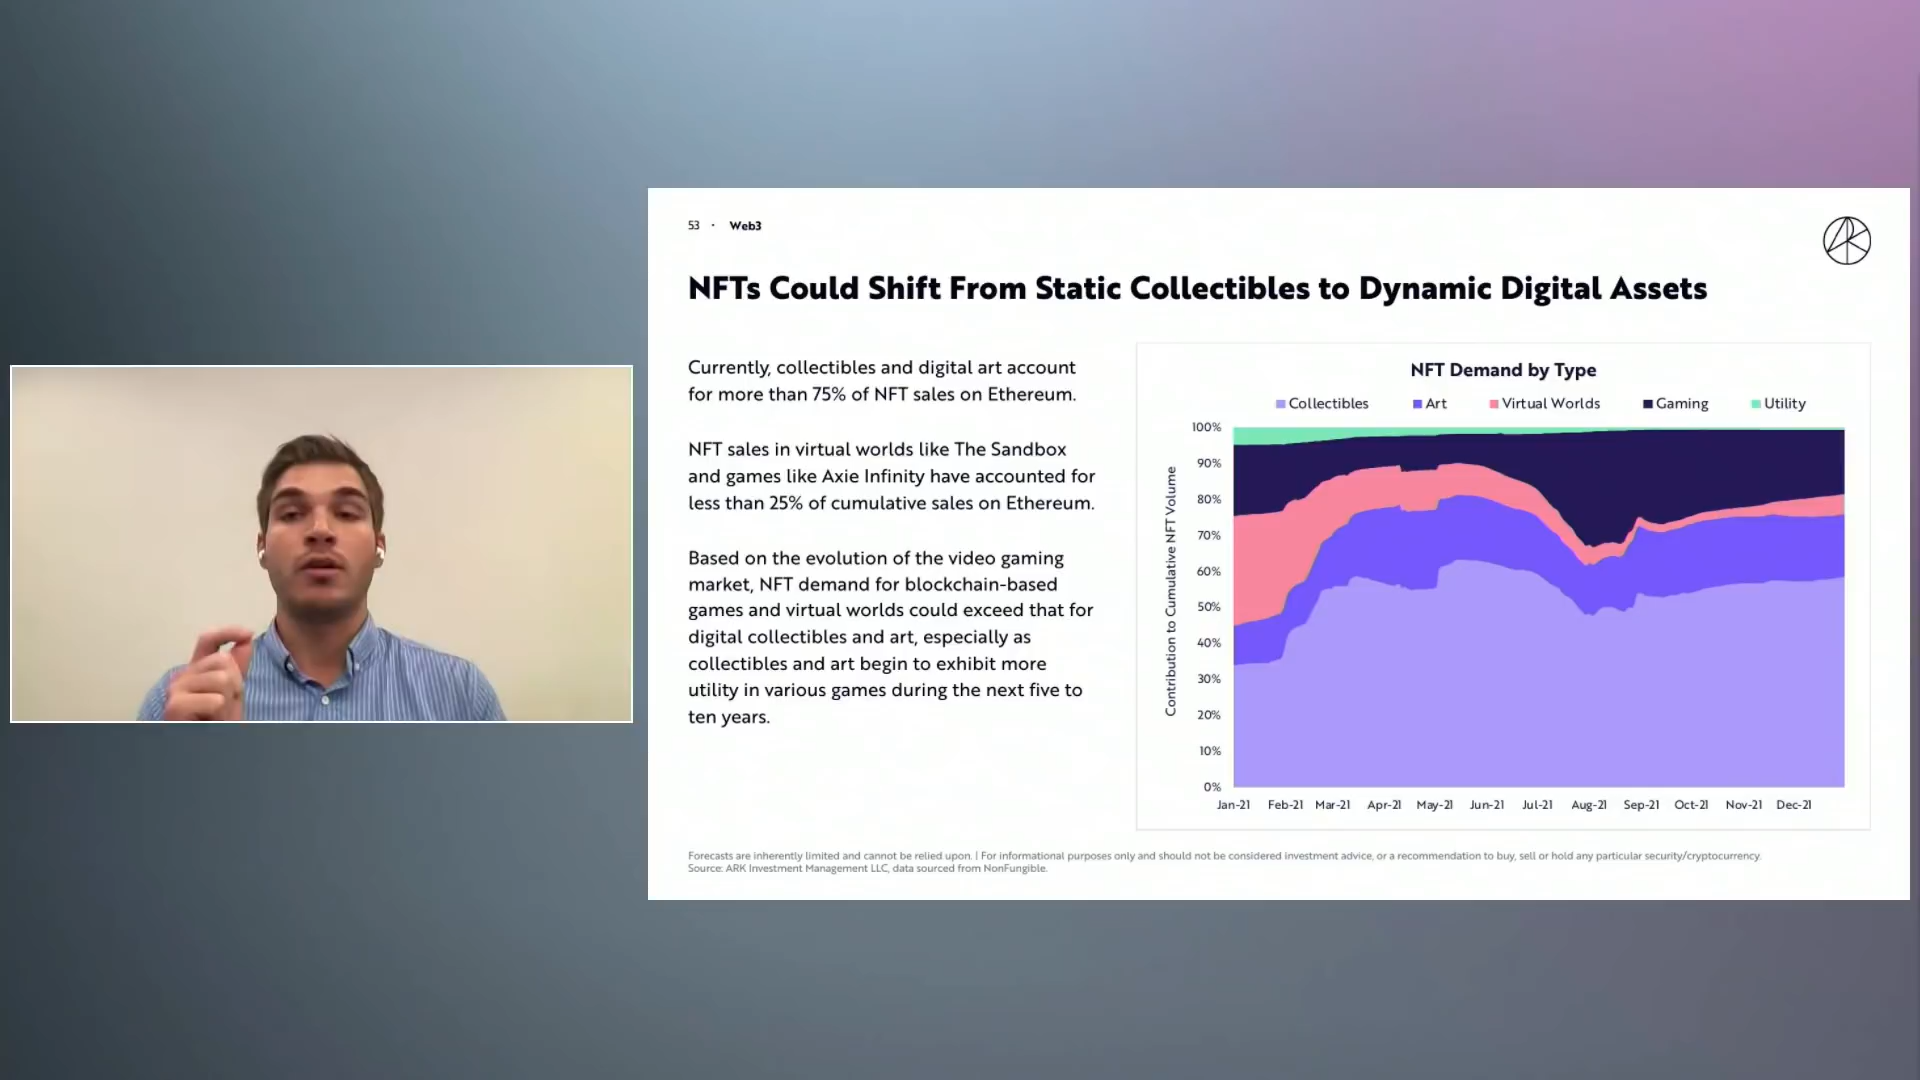 53 · Web3
NFTs Could Shift From Static Collectibles to Dynamic Digital Assets
Currently, collectibles and digital art account
for more than 75% of NFT sales on Ethereum.
NFT sales in virtual worlds like The Sandbox
and games like Axie Infinity have accounted for
less than 25% of cumulative sales on Ethereum.
Based on the evolution of the video gaming
market, NFT demand for blockchain-based
games and virtual worlds could exceed that for
digital collectibles and art, especially as
collectibles and art begin to exhibit more
utility in various games during the next five to
ten years.
NFT Demand by Type
Collectibles Art Virtual Worlds Gaming Utility
Contribution to Cumulative NFT Volume
100%
90%
80%
70%
60%
50%
40%
30%
20%
10%
0%
Jan-21 Feb-21 Mar-21 Apr-21 May-21 Jun-21 Jul-21 Aug-21 Sep-21 Oct-21 Nov-21 Dec-21
Forecasts are inherently limited and cannot be relied upon. | For informational purposes only and should not be considered investment advice, or a recommendation to buy, sell or hold any particular security/cryptocurrency.
Source: ARK Investment Management LLC, data sourced from NonFungible.